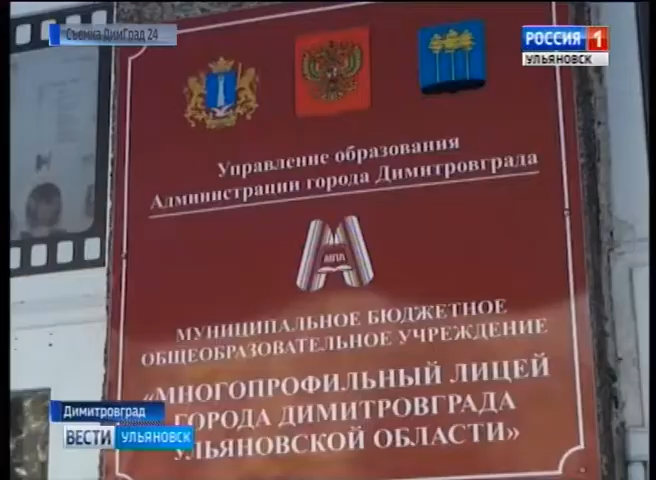 Съемка ДимГрад 24
РОССИЯ 1
УЛЬЯНОВСК
Управление образования
Администрации города Димитровграда
МГЛ
МУНИЦИПАЛЬНОЕ БЮДЖЕТНОЕ
ОБЩЕОБРАЗОВАТЕЛЬНОЕ УЧРЕЖДЕНИЕ
«МНОГОПРОФИЛЬНЫЙ ЛИЦЕЙ
ГОРОДА ДИМИТРОВГРАДА
УЛЬЯНОВСКОЙ ОБЛАСТИ»
Димитровград
ВЕСТИ УЛЬЯНОВСК